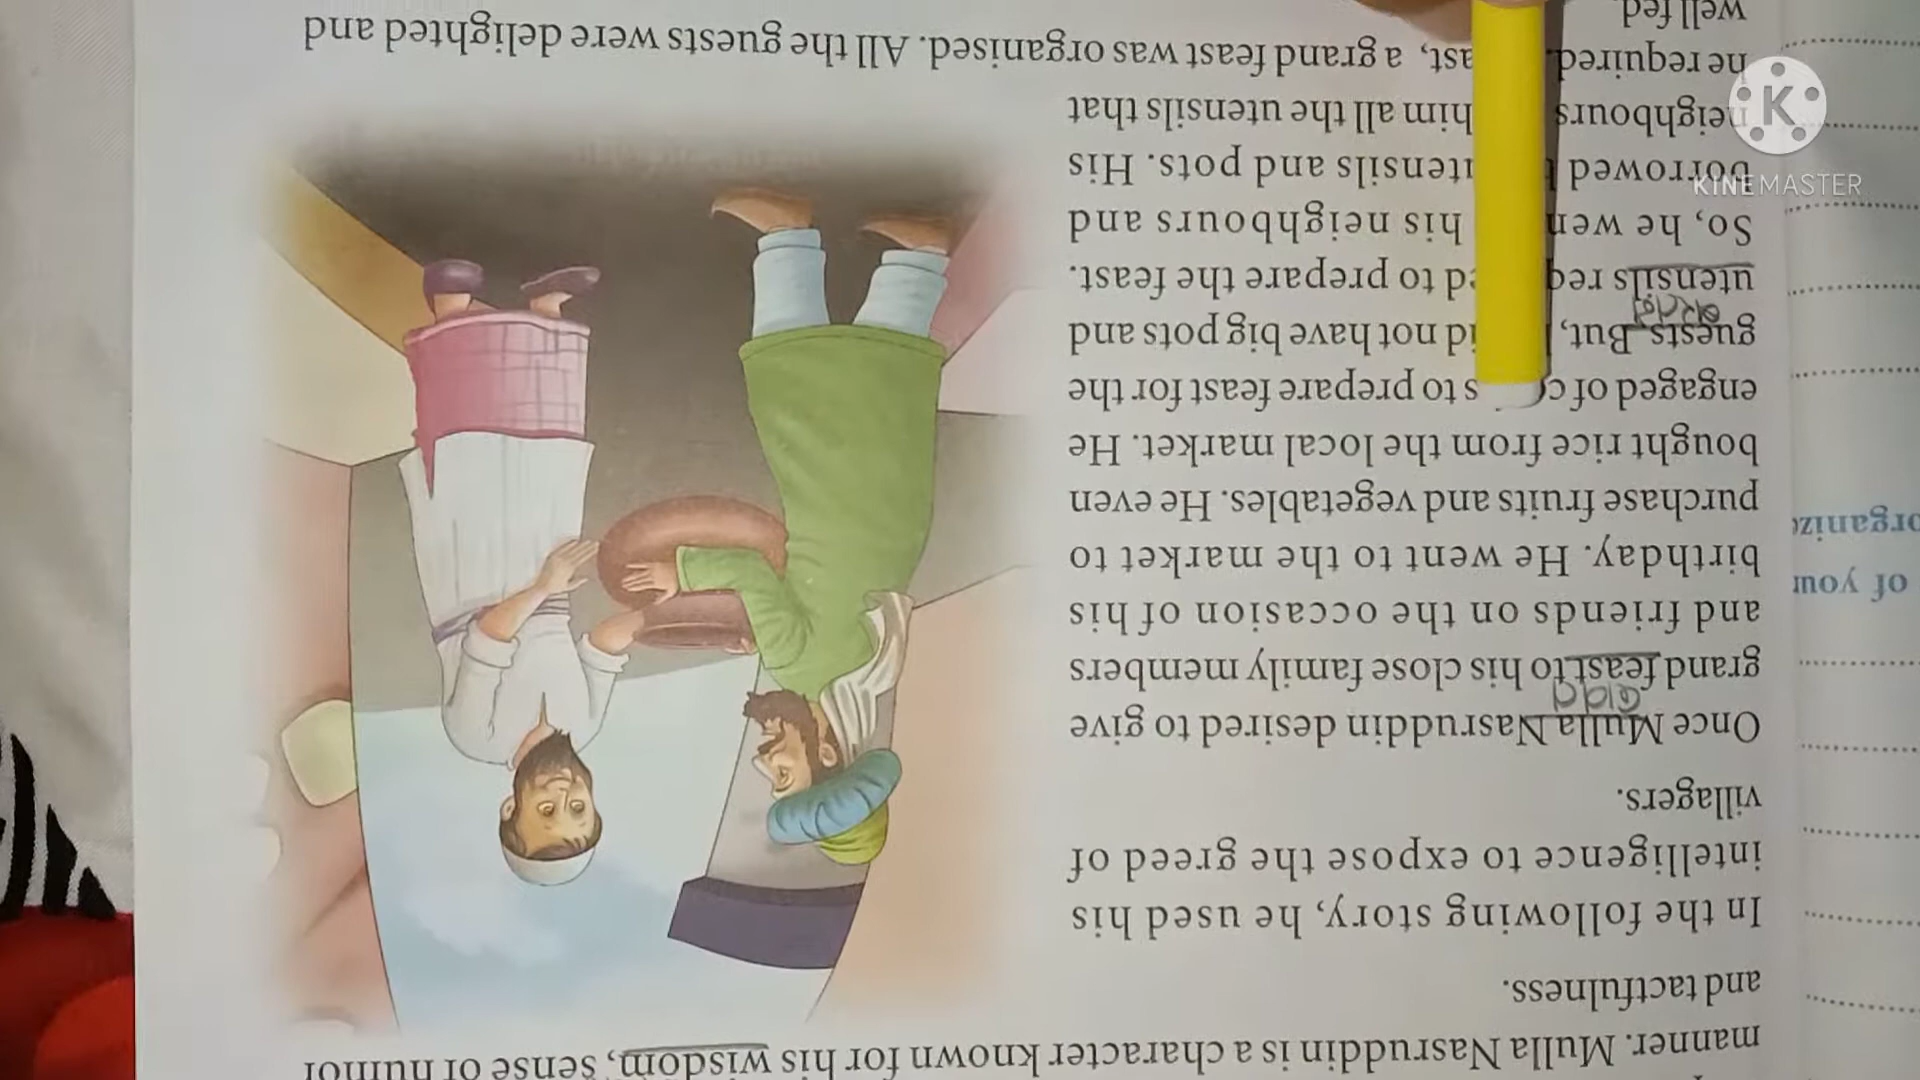 manner. Mulla Nasruddin is a character known for his wisdom, sense of humor
and tactfulness.
In the following story, he used his
intelligence to expose the greed of
villagers.
Once Mulla Nasruddin desired to give
grand feast to his close family members
and friends on the occasion of his
birthday. He went to the market to
purchase fruits and vegetables. He even
bought rice from the local market. He
engaged of s to prepare feast for the
guests But, id not have big pots and
utensils req ed to prepare the feast.
So, he wen his neighbours and
borrowed utensils and pots. His
neighbours him all the utensils that
he required. ast, a grand feast was organised. All the guests were delighted and
well fed
of your
organiz
K
KINEMASTER